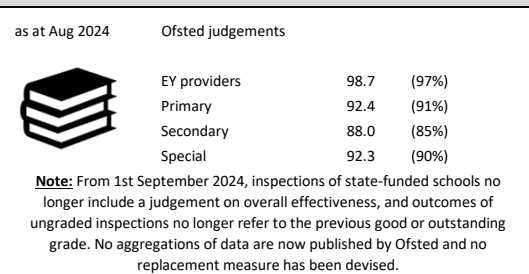 as at Aug 2024 Ofsted judgements
EY providers 98.7 (97%)
Primary 92.4 (91%)
Secondary 88.0 (85%)
Special 92.3 (90%)
Note: From 1st September 2024, inspections of state-funded schools no
longer include a judgement on overall effectiveness, and outcomes of
ungraded inspections no longer refer to the previous good or outstanding
grade. No aggregations of data are now published by Ofsted and no
replacement measure has been devised.